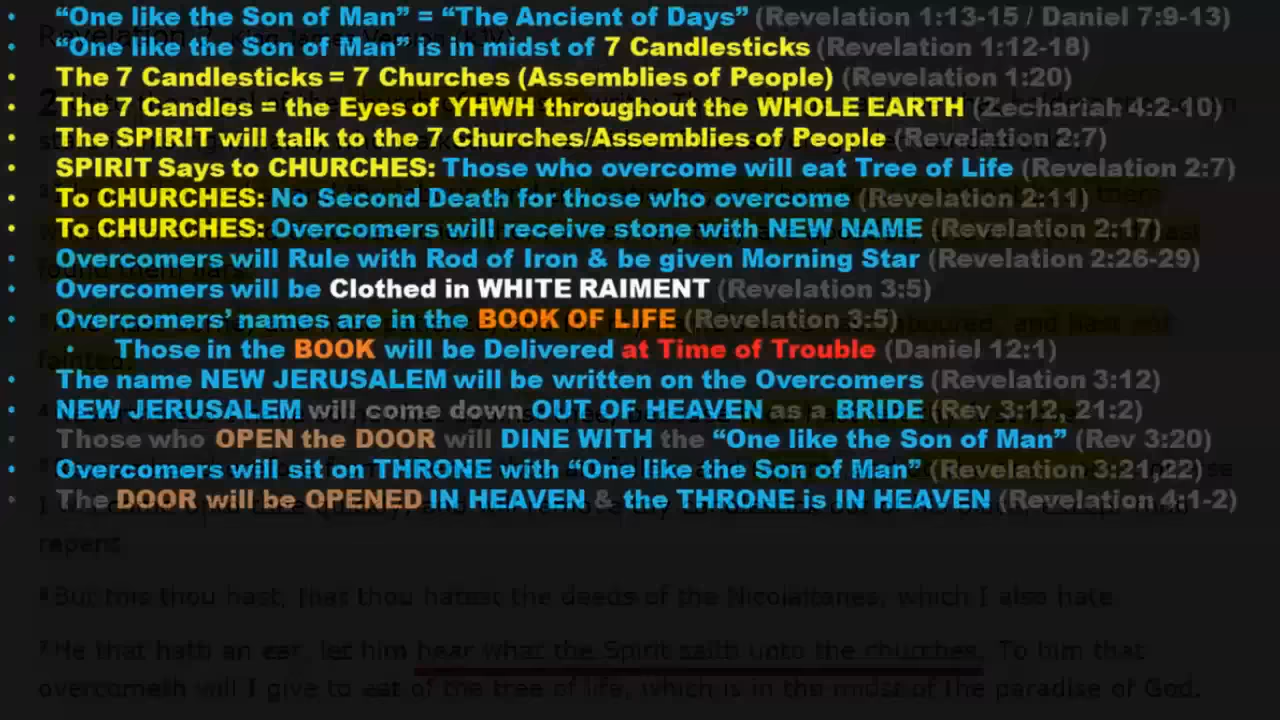 • “One like the Son of Man” = “The Ancient of Days” (Revelation 1:13-15 / Daniel 7:9-13)
• “One like the Son of Man” is in midst of 7 Candlesticks (Revelation 1:12-18)
• The 7 Candlesticks = 7 Churches (Assemblies of People) (Revelation 1:20)
• The 7 Candles = the Eyes of YHWH throughout the WHOLE EARTH (Zechariah 4:2-10)
• The SPIRIT will talk to the 7 Churches/Assemblies of People (Revelation 2:7)
• SPIRIT Says to CHURCHES: Those who overcome will eat Tree of Life (Revelation 2:7)
• To CHURCHES: No Second Death for those who overcome (Revelation 2:11)
• To CHURCHES: Overcomers will receive stone with NEW NAME (Revelation 2:17)
• Overcomers will Rule with Rod of Iron & be given Morning Star (Revelation 2:26-29)
• Overcomers will be Clothed in WHITE RAIMENT (Revelation 3:5)
• Overcomers’ names are in the BOOK OF LIFE (Revelation 3:5)
• Those in the BOOK will be Delivered at Time of Trouble (Daniel 12:1)
• The name NEW JERUSALEM will be written on the Overcomers (Revelation 3:12)
• NEW JERUSALEM will come down OUT OF HEAVEN as a BRIDE (Rev 3:12, 21:2)
• Those who OPEN the DOOR will DINE WITH the “One like the Son of Man” (Rev 3:20)
• Overcomers will sit on THRONE with “One like the Son of Man” (Revelation 3:21,22)
• The DOOR will be OPENED IN HEAVEN & the THRONE is IN HEAVEN (Revelation 4:1-2)
repent.
6 But this thou hast, that thou hatest the deeds of the Nicolaitanes, which I also hate.
7 He that hath an ear, let him hear what the Spirit saith unto the churches; To him that
overcometh will I give to eat of the tree of life, which is in the midst of the paradise of God.